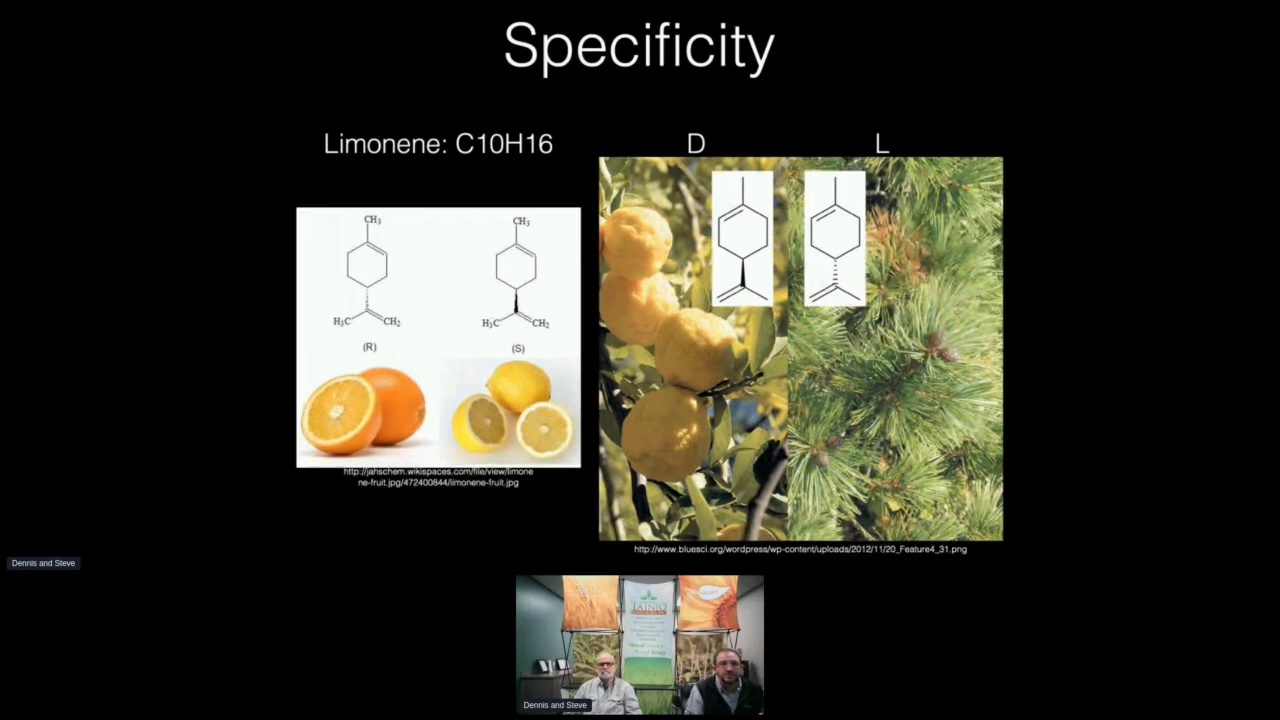 Specificity
Limonene: C10H16
D
L
CH₃
CH₃
H₃C
CH₂
H₃C
CH₂
(R)
(S)
http://jahschem.wikispaces.com/file/view/limone
ne-fruit.jpg/472400844/limonene-fruit.jpg
http://www.bluesci.org/wordpress/wp-content/uploads/2012/11/20_Feature4_31.png
Dennis and Steve
TAINIO
Dennis and Steve